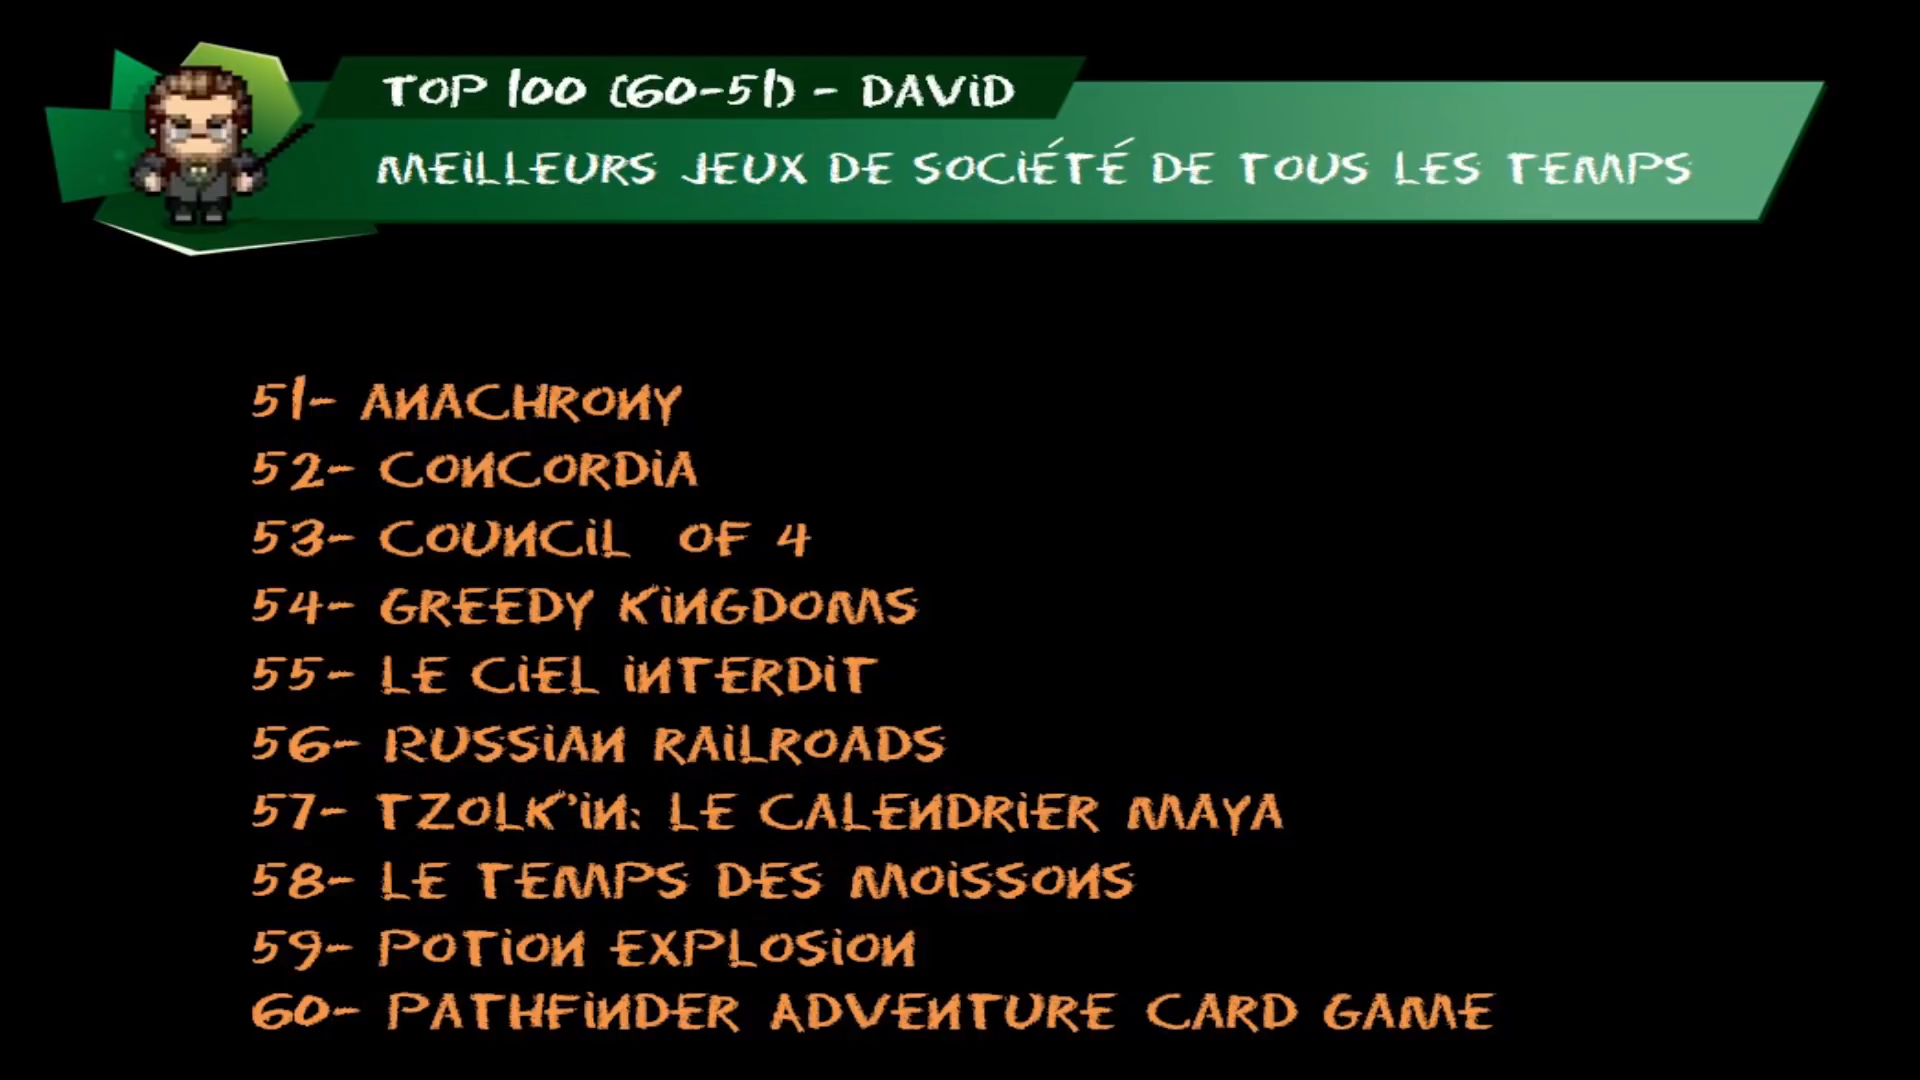 TOP 100 (60-51) - DAVID
MEILLEURS JEUX DE SOCIÉTÉ DE TOUS LES TEMPS
51- ANACHRONY
52- CONCORDIA
53- COUNCIL OF 4
54- GREEDY KINGDOMS
55- LE CIEL INTERDIT
56- RUSSIAN RAILROADS
57- TZOLK'IN: LE CALENDRIER MAYA
58- LE TEMPS DES MOISSONS
59- POTION EXPLOSION
60- PATHFINDER ADVENTURE CARD GAME